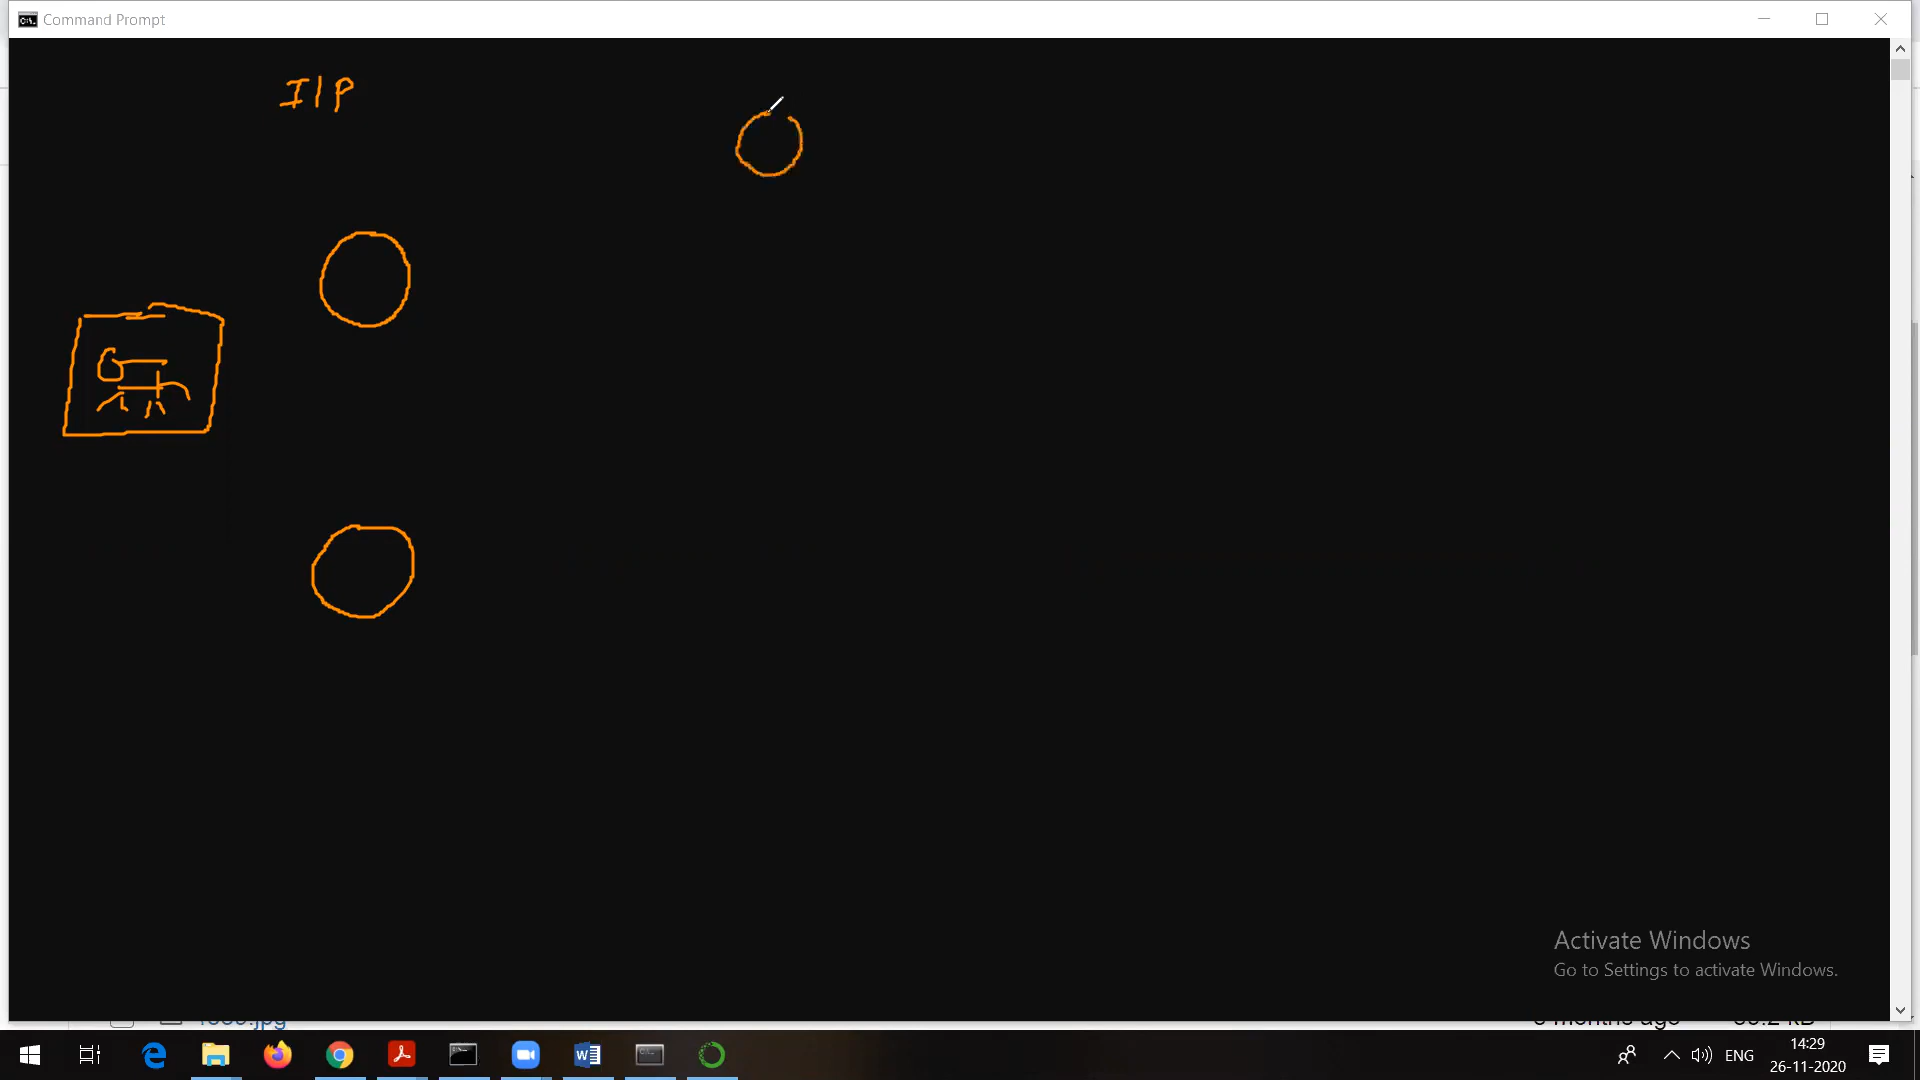 Command Prompt
I/P
Activate Windows
Go to Settings to activate Windows.
ENG
14:29
26-11-2020